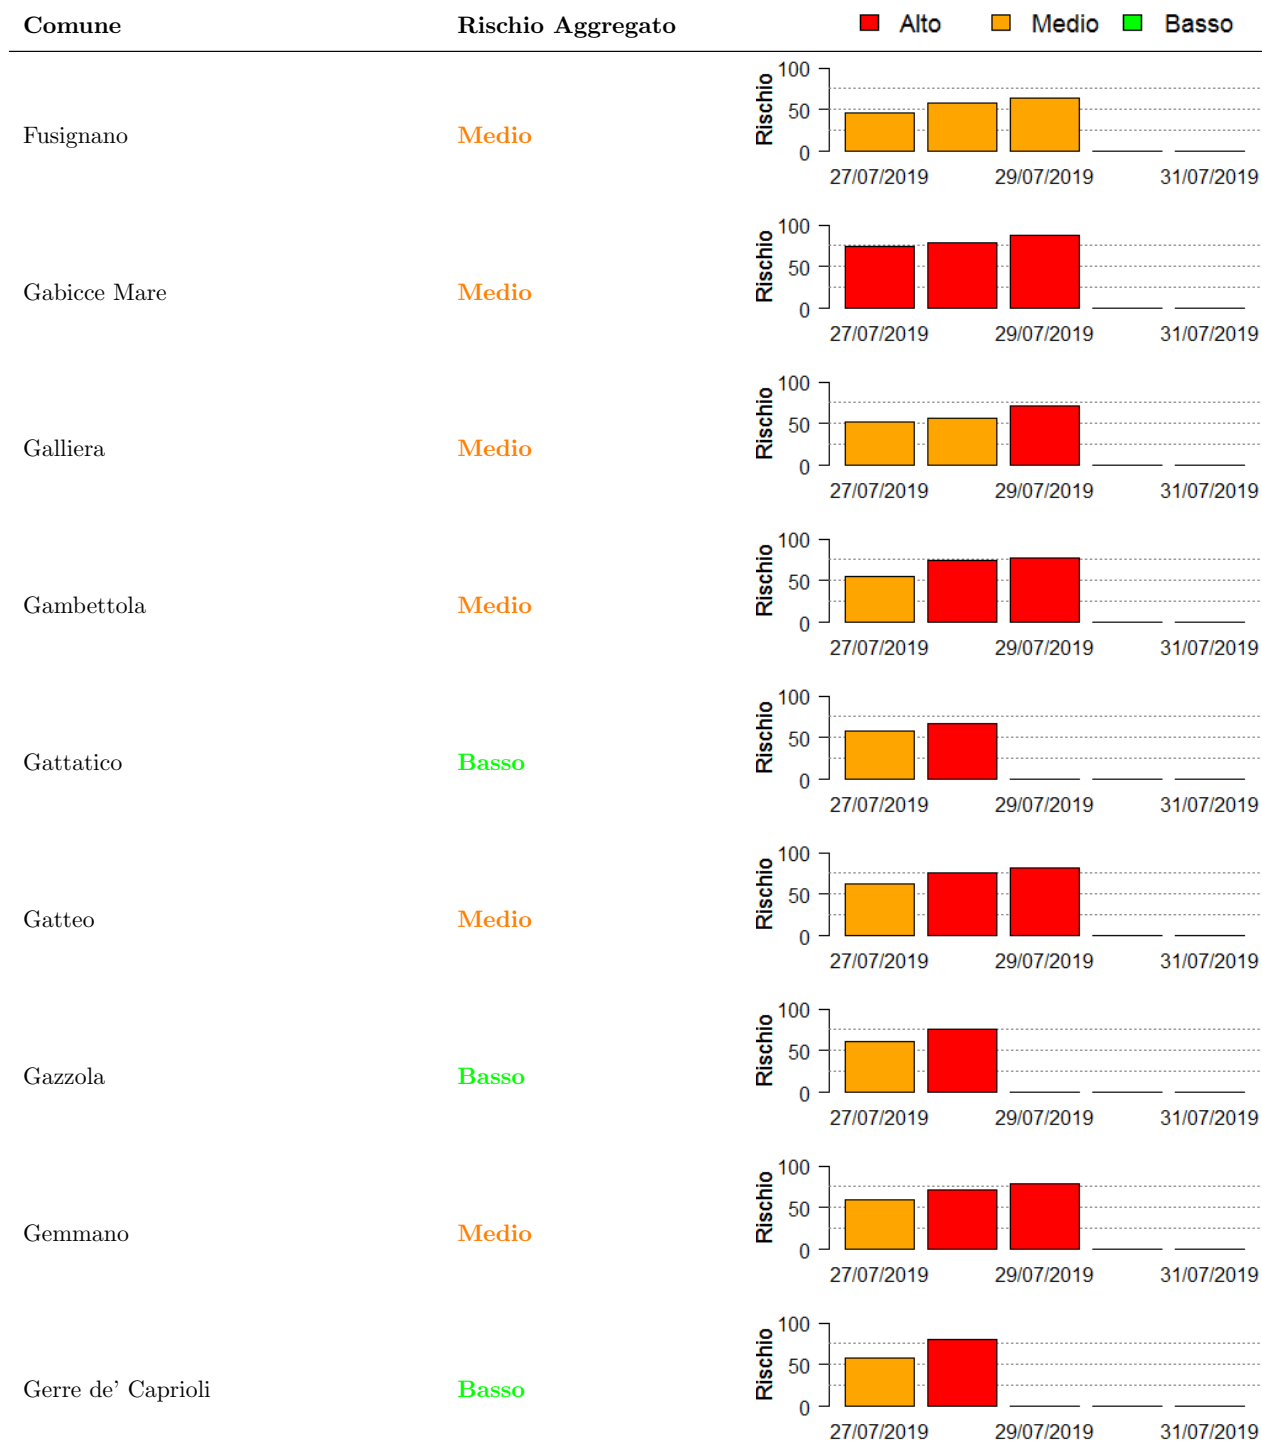 Comune Rischio Aggregato Alto Medio Basso
Fusignano Medio
Rischio
100
50
0
27/07/2019 29/07/2019 31/07/2019
Gabicce Mare Medio
Rischio
100
50
0
27/07/2019 29/07/2019 31/07/2019
Galliera Medio
Rischio
100
50
0
27/07/2019 29/07/2019 31/07/2019
Gambettola Medio
Rischio
100
50
0
27/07/2019 29/07/2019 31/07/2019
Gattatico Basso
Rischio
100
50
0
27/07/2019 29/07/2019 31/07/2019
Gatteo Medio
Rischio
100
50
0
27/07/2019 29/07/2019 31/07/2019
Gazzola Basso
Rischio
100
50
0
27/07/2019 29/07/2019 31/07/2019
Gemmano Medio
Rischio
100
50
0
27/07/2019 29/07/2019 31/07/2019
Gerre de' Caprioli Basso
Rischio
100
50
0
27/07/2019 29/07/2019 31/07/2019